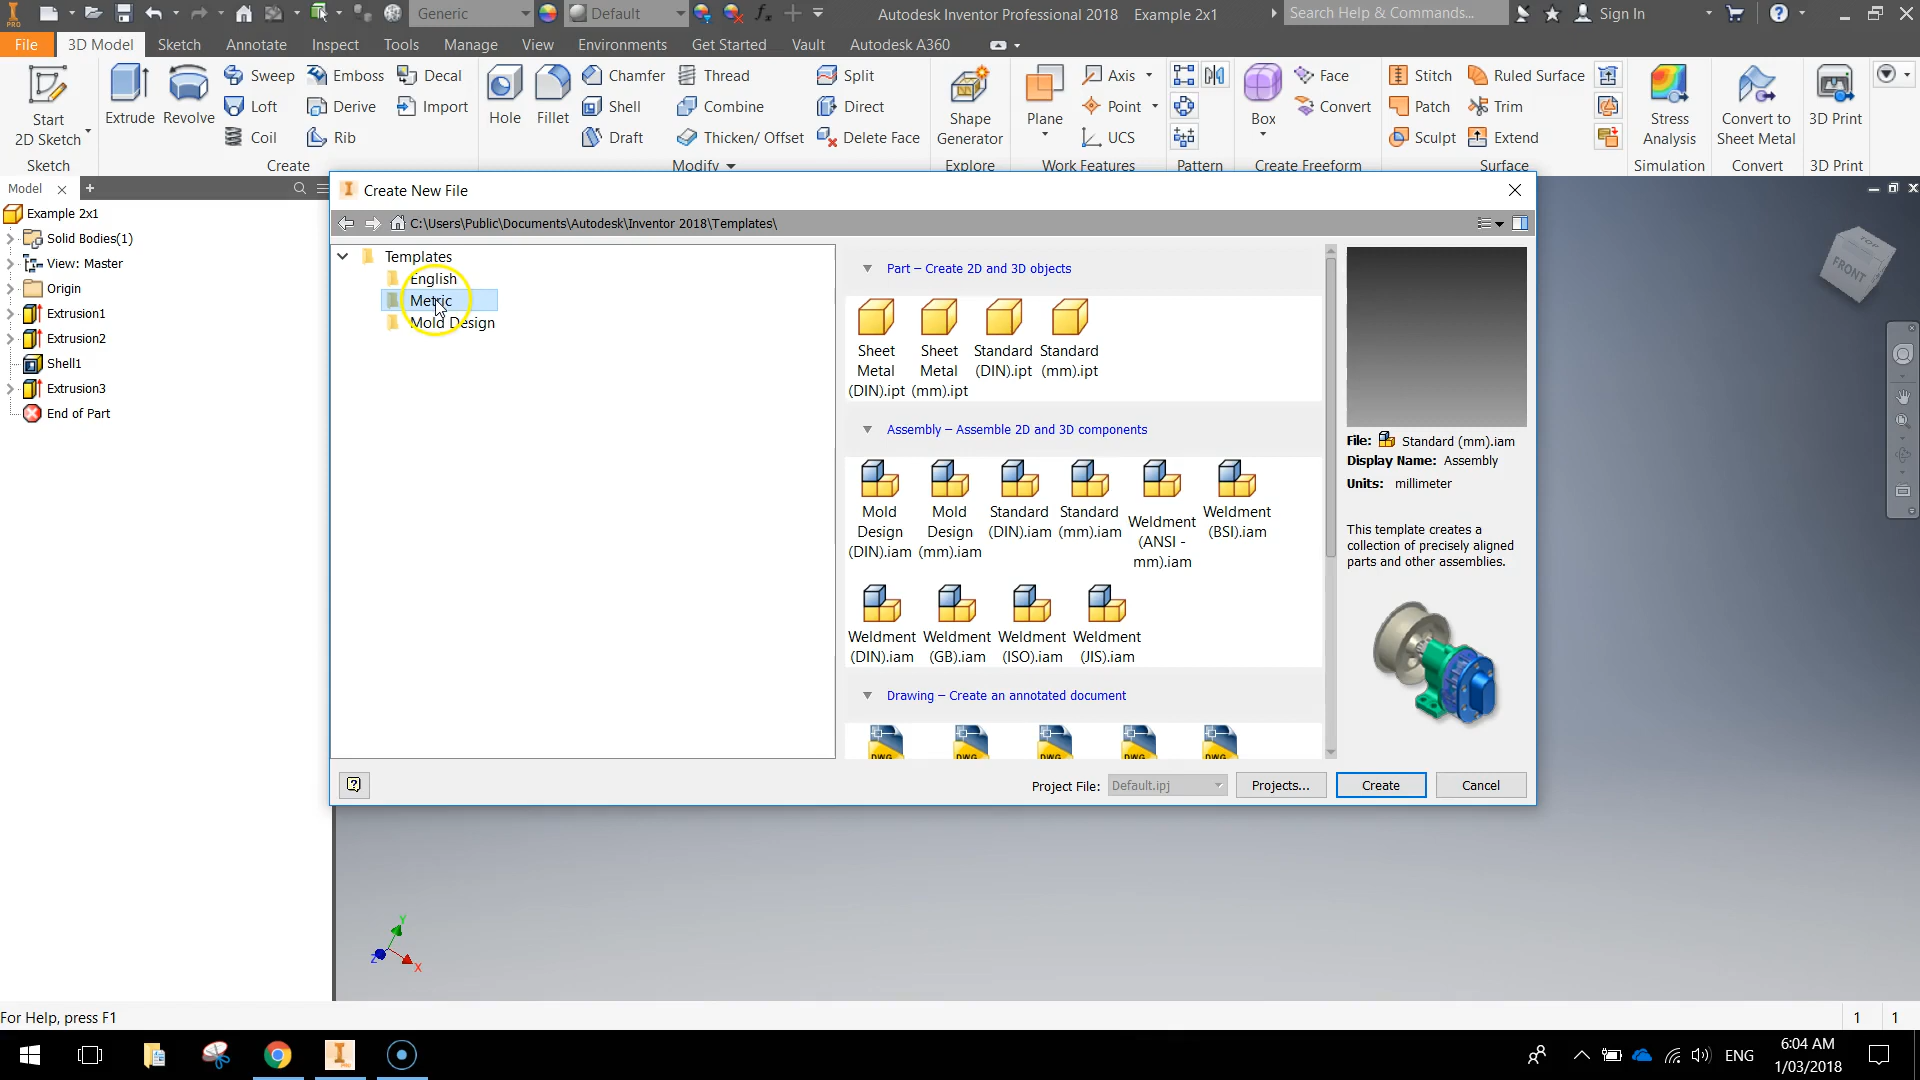 Generic
Default
Autodesk Inventor Professional 2018 Example 2x1
Search Help & Commands...
Sign In
File 3D Model Sketch Annotate Inspect Tools Manage View Environments Get Started Vault Autodesk A360
Start
2D Sketch
Sketch
Extrude
Revolve
Sweep
Loft
Coil
Emboss
Derive
Rib
Decal
Import
Create
Hole
Fillet
Chamfer
Shell
Draft
Thread
Combine
Thicken/ Offset
Split
Direct
Delete Face
Modify
Shape
Generator
Explore
Plane
Axis
Point
UCS
Work Features
Pattern
Box
Face
Convert
Create Freeform
Stitch
Patch
Sculpt
Ruled Surface
Trim
Extend
Surface
Stress
Analysis
Simulation
Convert to
Sheet Metal
Convert
3D Print
3D Print
Model
Example 2x1
Solid Bodies(1)
View: Master
Origin
Extrusion1
Extrusion2
Shell1
Extrusion3
End of Part
Create New File
C:\Users\Public\Documents\Autodesk\Inventor 2018\Templates\
Templates
English
Metric
Mold Design
Part – Create 2D and 3D objects
Sheet
Metal
(DIN).ipt
Sheet
Metal
(mm).ipt
Standard
(DIN).ipt
Standard
(mm).ipt
Assembly – Assemble 2D and 3D components
Mold
Design
(DIN).iam
Mold
Design
(mm).iam
Standard
(DIN).iam
Standard
(mm).iam
Weldment
(ANSI -
mm).iam
Weldment
(BSI).iam
Weldment
(DIN).iam
Weldment
(GB).iam
Weldment
(ISO).iam
Weldment
(JIS).iam
Drawing – Create an annotated document
DWG DWG DWG DWG DWG
File: Standard (mm).iam
Display Name: Assembly
Units: millimeter
This template creates a
collection of precisely aligned
parts and other assemblies.
Project File: Default.ipj
Projects...
Create
Cancel
TOP
FRONT
Y
Z
X
For Help, press F1
1 1
ENG
6:04 AM
1/03/2018